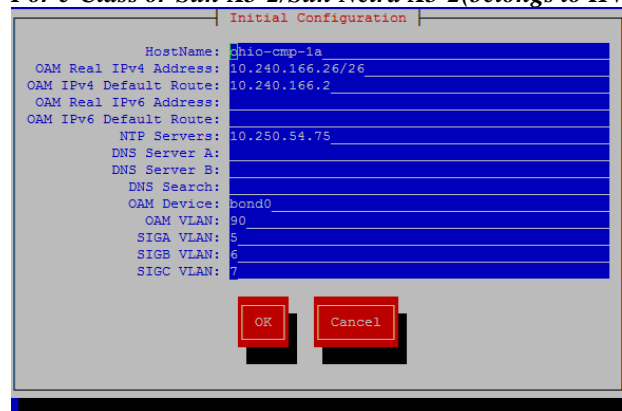 Initial Configuration
HostName: ohio-cmp-1a
OAM Real IPv4 Address: 10.240.166.26/26
OAM IPv4 Default Route: 10.240.166.2
OAM Real IPv6 Address:
OAM IPv6 Default Route:
NTP Servers: 10.250.54.75
DNS Server A:
DNS Server B:
DNS Search:
OAM Device: bond0
OAM VLAN: 90
SIGA VLAN: 5
SIGB VLAN: 6
SIGC VLAN: 7
OK Cancel